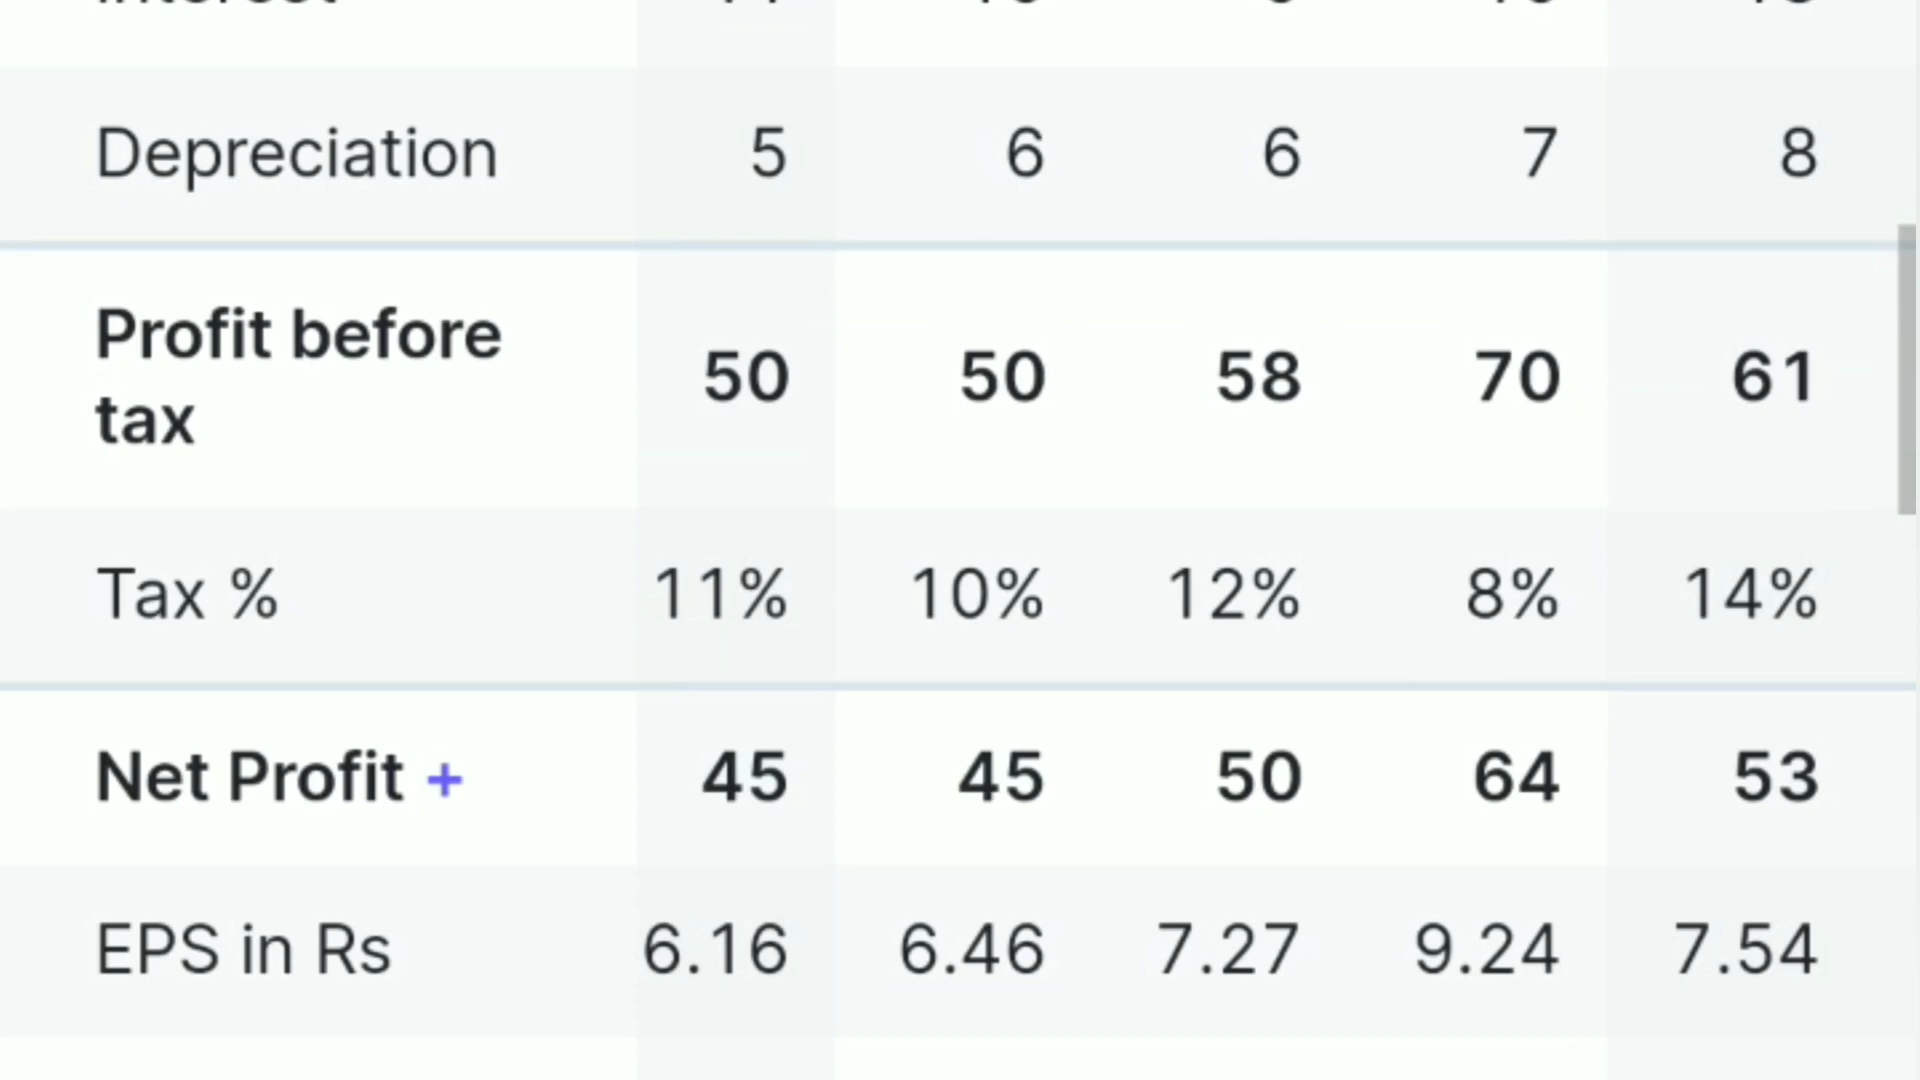 Depreciation 5 6 6 7 8
Profit before
tax 50 50 58 70 61
Tax % 11% 10% 12% 8% 14%
Net Profit + 45 45 50 64 53
EPS in Rs 6.16 6.46 7.27 9.24 7.54